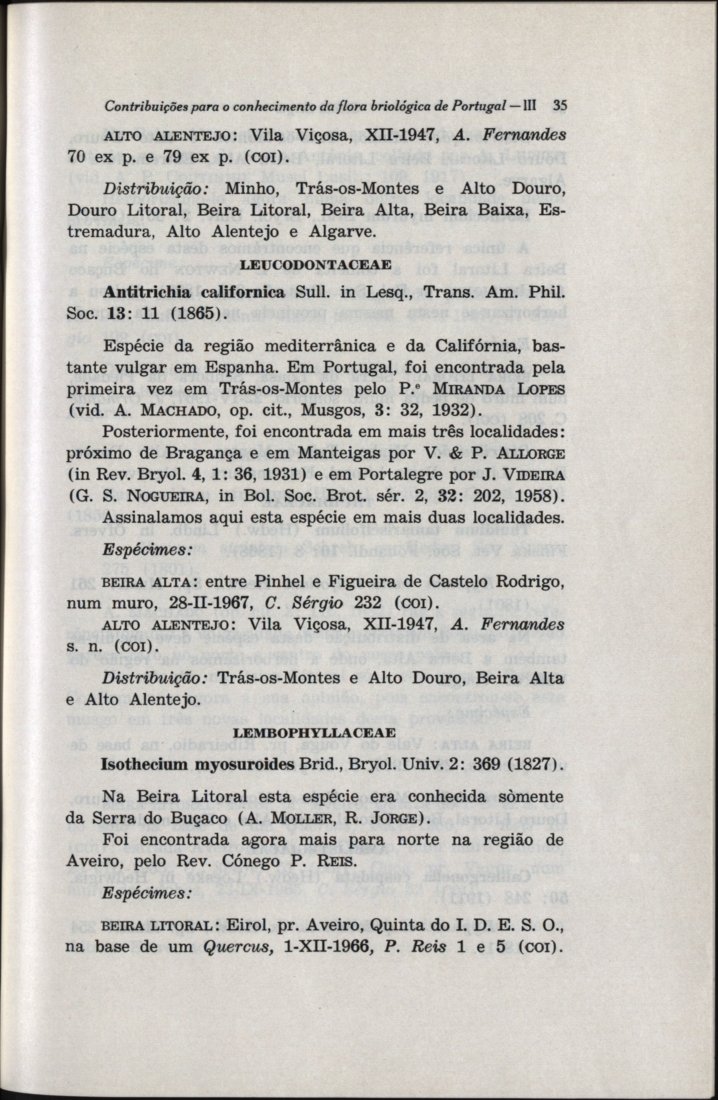 Contribuições para o conhecimento da flora briológica de Portugal — III 35
ALTO ALENTEJO: Vila Viçosa, XII-1947, A. Fernandes
70 ex p. e 79 ex p. (COI).
Distribuição: Minho, Trás-os-Montes e Alto Douro,
Douro Litoral, Beira Litoral, Beira Alta, Beira Baixa, Es-
tremadura, Alto Alentejo e Algarve.
LEUCODONTACEAE
Antitrichia californica Sull. in Lesq., Trans. Am. Phil.
Soc. 13: 11 (1865).
Espécie da região mediterrânica e da Califórnia, bas-
tante vulgar em Espanha. Em Portugal, foi encontrada pela
primeira vez em Trás-os-Montes pelo P.e MIRANDA LOPES
(vid. A. MACHADO, op. cit., Musgos, 3: 32, 1932).
Posteriormente, foi encontrada em mais três localidades:
próximo de Bragança e em Manteigas por V. & P. ALLORGE
(in Rev. Bryol. 4, 1: 36, 1931) e em Portalegre por J. VIDEIRA
(G. S. NOGUEIRA, in Bol. Soc. Brot. sér. 2, 32: 202, 1958).
Assinalamos aqui esta espécie em mais duas localidades.
Espécimes:
BEIRA ALTA: entre Pinhel e Figueira de Castelo Rodrigo,
num muro, 28-II-1967, C. Sérgio 232 (COI).
ALTO ALENTEJO: Vila Viçosa, XII-1947, A. Fernandes
s. n. (COI).
Distribuição: Trás-os-Montes e Alto Douro, Beira Alta
e Alto Alentejo.
LEMBOPHYLLACEAE
Isothecium myosuroides Brid., Bryol. Univ. 2: 369 (1827).
Na Beira Litoral esta espécie era conhecida sòmente
da Serra do Buçaco (A. MOLLER, R. JORGE).
Foi encontrada agora mais para norte na região de
Aveiro, pelo Rev. Cónego P. REIS.
Espécimes:
BEIRA LITORAL: Eirol, pr. Aveiro, Quinta do I. D. E. S. O.,
na base de um Quercus, 1-XII-1966, P. Reis 1 e 5 (COI).